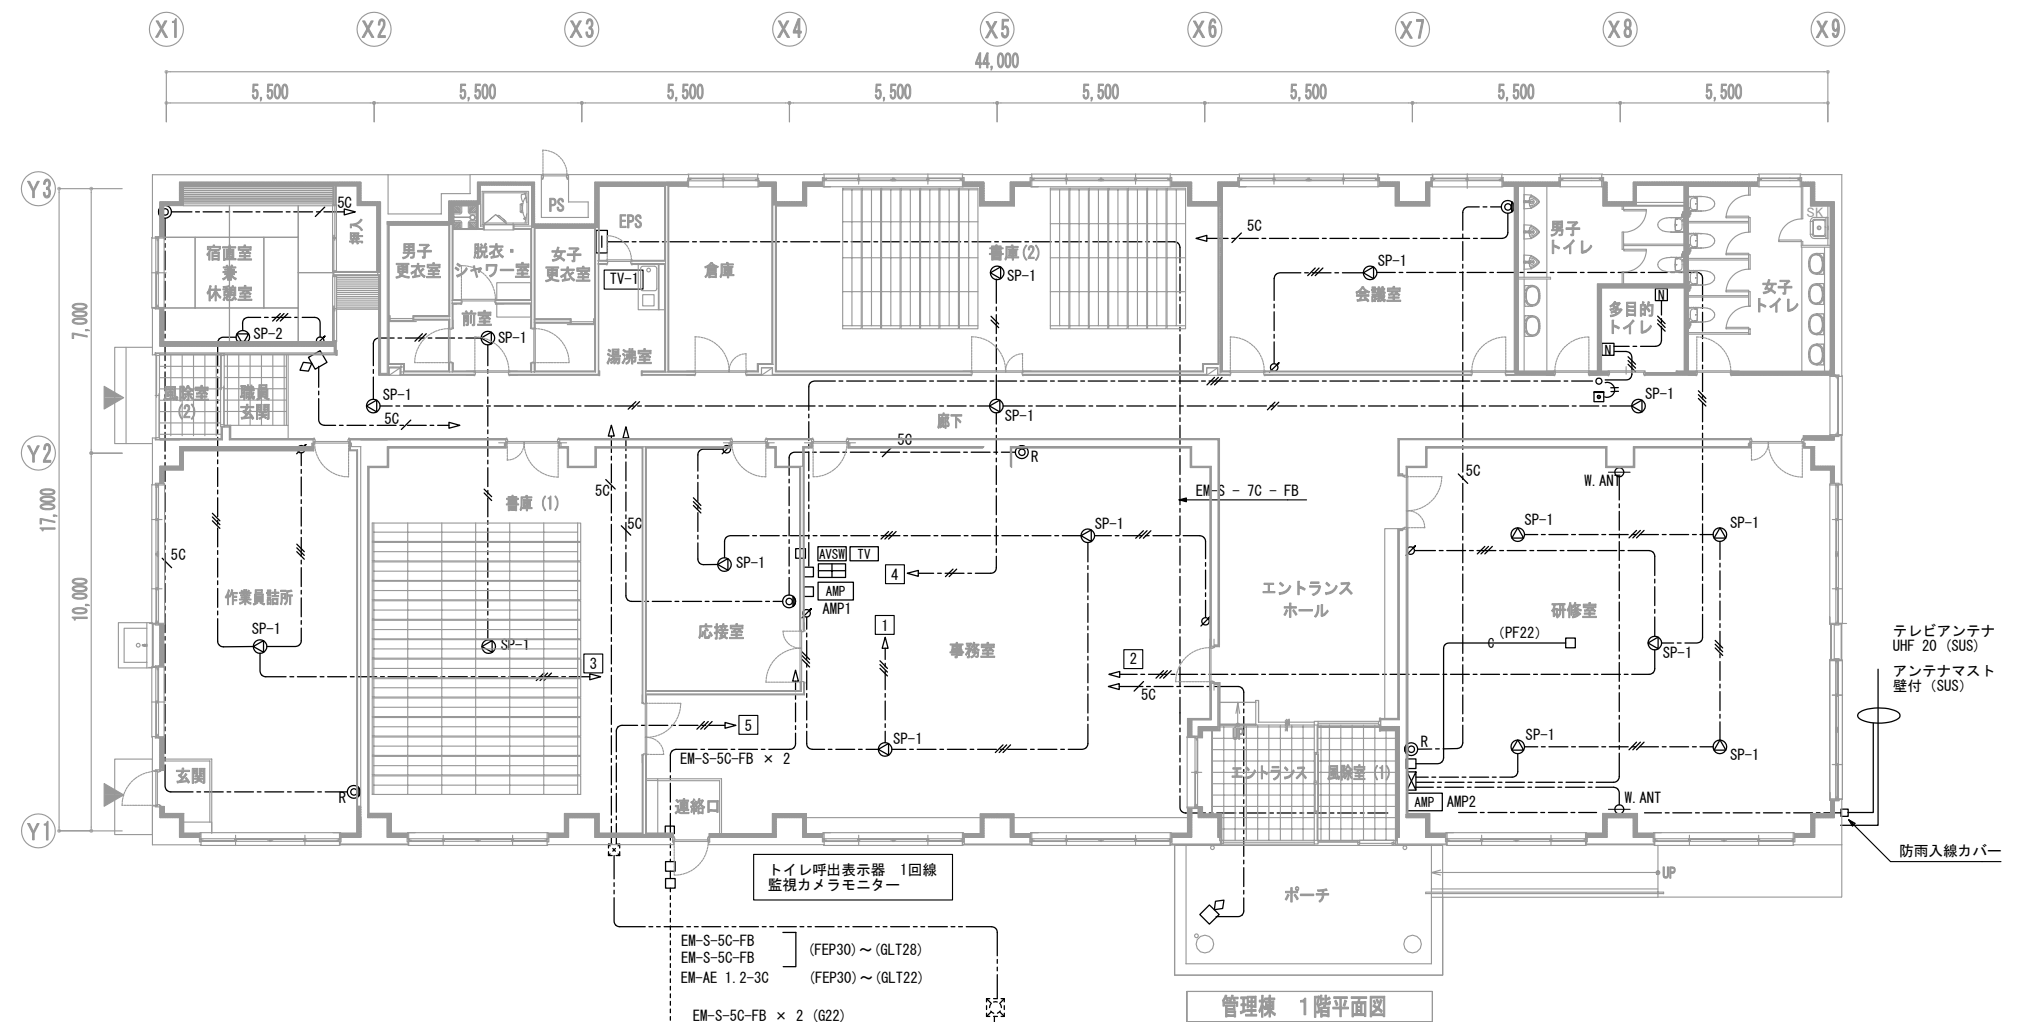 X1 X2 X3 X4 X5 X6 X7 X8 X9
44,000
5,500 5,500 5,500 5,500 5,500 5,500 5,500 5,500
Y3
Y2
Y1
7,000
17,000
10,000
5C
押入
宿直室
兼
休憩室
SP-2
男子
更衣室
脱衣・
シャワー室
前室
SP-1
PS
女子
更衣室
EPS
TV-1
湯沸室
倉庫
書庫(2)
SP-1
5C
SP-1
会議室
男子
トイレ
多目的
トイレ
N
N
SK
女子
トイレ
風除室
(2)
職員
玄関
SP-1
5C
SP-1
廊下
SP-1
5C
作業員詰所
SP-1
玄関
R
書庫 (1)
SP-1
3
5C
5C
5C
R
SP-1
応接室
AVSW TV
AMP
AMP1
4
1
事務室
SP-1
SP-1
5
EM-S-5C-FB × 2
連絡口
EM-S - 7C - FB
2
5C
エントランス
ホール
エントランス
風除室 (1)
UP
5C
W.ANT
SP-1
SP-1
研修室
(PF22)
C
SP-1
SP-1
SP-1
R
AMP AMP2
W.ANT
テレビアンテナ
UHF 20 (SUS)
アンテナマスト
壁付 (SUS)
防雨入線カバー
UP
ポーチ
トイレ呼出表示器 1回線
監視カメラモニター
EM-S-5C-FB
EM-S-5C-FB
(FEP30)～(GLT28)
EM-AE 1.2-3C (FEP30)～(GLT22)
EM-S-5C-FB × 2 (G22)
管理棟 1階平面図